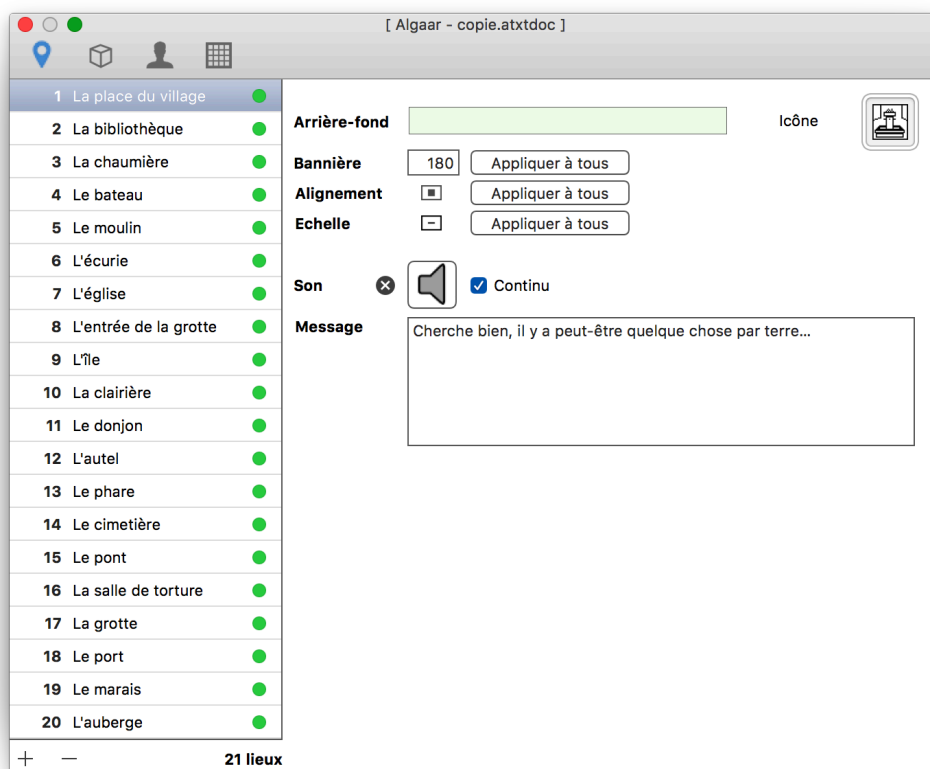 [ Algaar - copie.atxtdoc ]
1 La place du village
2 La bibliothèque
3 La chaumière
4 Le bateau
5 Le moulin
6 L'écurie
7 L'église
8 L'entrée de la grotte
9 L'île
10 La clairière
11 Le donjon
12 L'autel
13 Le phare
14 Le cimetière
15 Le pont
16 La salle de torture
17 La grotte
18 Le port
19 Le marais
20 L'auberge
21 lieux
Arrière-fond
Icône
Bannière 180 Appliquer à tous
Alignement Appliquer à tous
Echelle Appliquer à tous
Son Continu
Message
Cherche bien, il y a peut-être quelque chose par terre...